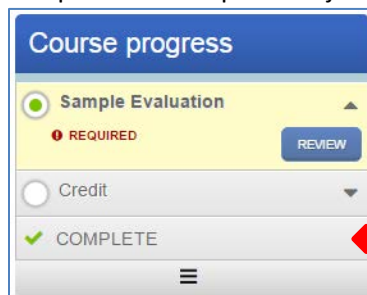 Course progress
Sample Evaluation
REQUIRED
REVIEW
Credit
COMPLETE